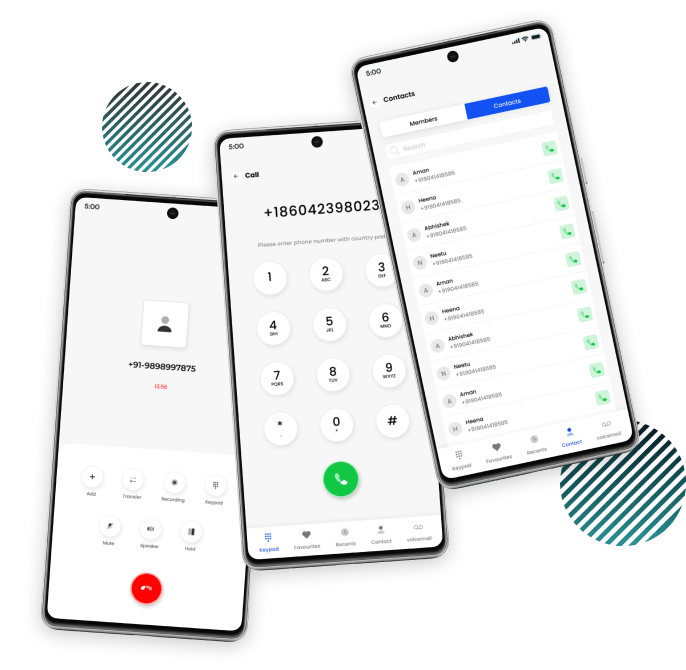 5:00
+91-9898997875
13:56
Add
Transfer
Recording
Keypad
Mute
Speaker
Hold
5:00
Call
+186042398023
Please enter phone number with country
1
2
ABC
3
DEF
4
GHI
5
JKL
6
MNO
7
PQRS
8
TUV
9
WXYZ
*
0
+
#
Keypad
Favourites
Recents
Contact
voicemail
5:00
Contacts
Members
Contacts
Search
A
Aman
+919041418585
H
Heena
+919041418585
A
Abhishek
+919041418585
N
Neetu
+919041418585
A
Aman
+919041418585
H
Heena
+919041418585
A
Abhishek
+919041418585
N
Neetu
+919041418585
A
Aman
+919041418585
H
Heena
+919041418585
Keypad
Favourites
Recents
Contact
voicemail